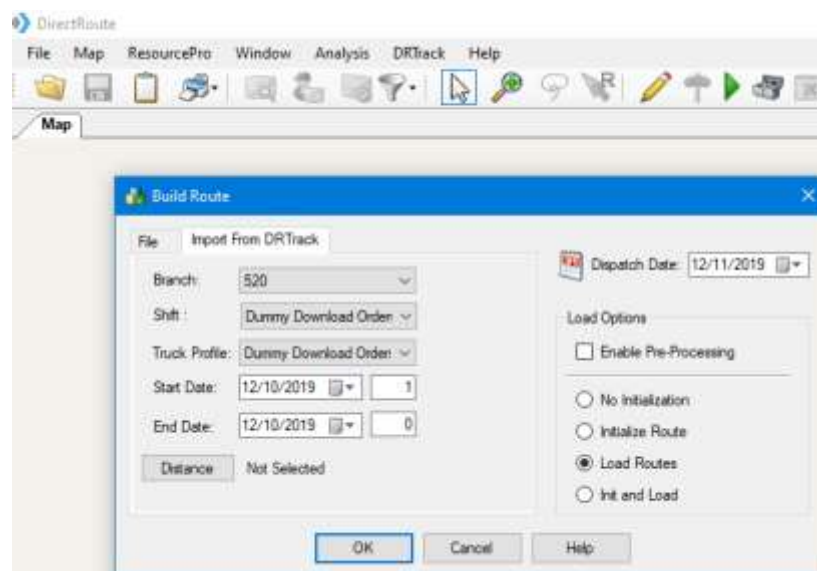 DirectRoute
File Map ResourcePro Window Analysis DRTrack Help
Map
Build Route
File Import From DRTrack
Dispatch Date: 12/11/2019
Branch: 520
Shift : Dummy Download Orders
Truck Profile: Dummy Download Orders
Start Date: 12/10/2019 1
End Date: 12/10/2019 0
Distance Not Selected
Load Options
Enable Pre-Processing
No Initialization
Initialize Route
Load Routes
Init and Load
OK Cancel Help